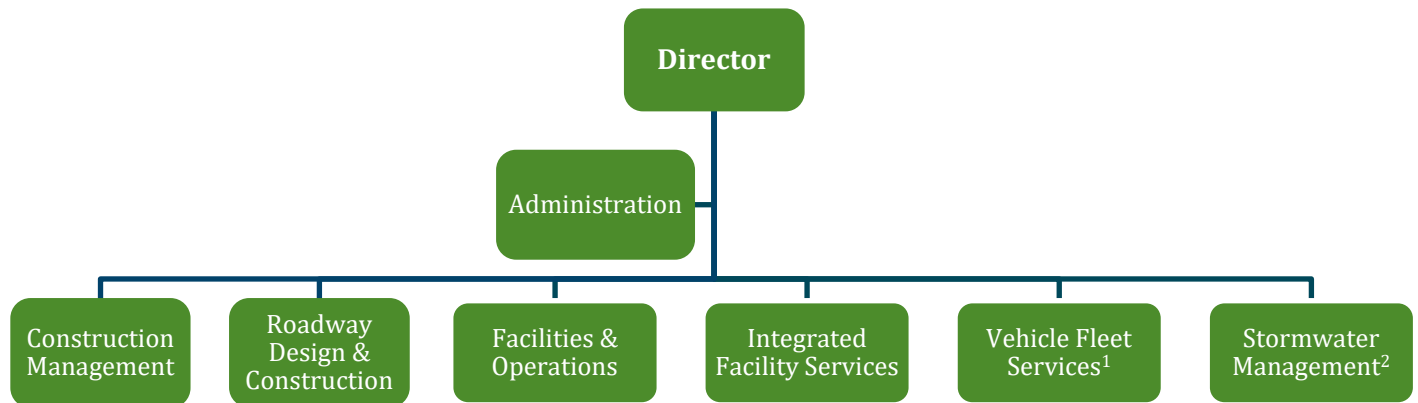 Director
Administration
Construction
Management
Roadway
Design &
Construction
Facilities &
Operations
Integrated
Facility Services
Vehicle Fleet
Services¹
Stormwater
Management²